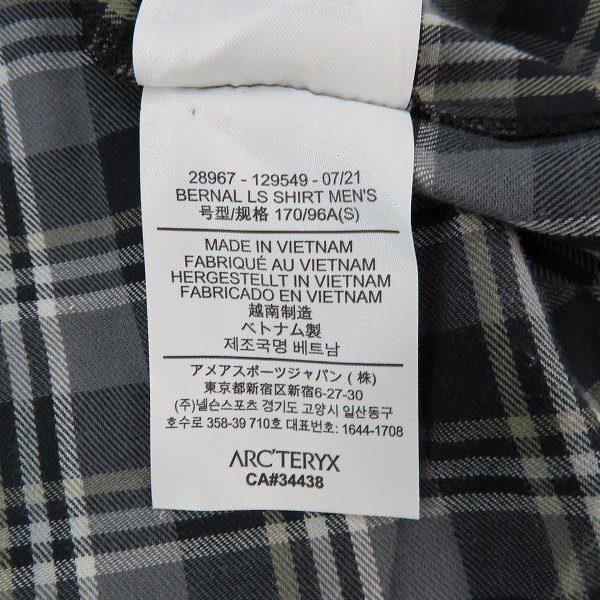 28967 - 129549 - 07/21
BERNAL LS SHIRT MEN'S
号型/规格 170/96A(S)
MADE IN VIETNAM
FABRIQUÉ AU VIETNAM
HERGESTELLT IN VIETNAM
FABRICADO EN VIETNAM
越南制造
ベトナム製
제조국명 베트남
アメアスポーツジャパン (株)
東京都新宿区新宿6-27-30
(주)넬슨스포츠 경기도 고양시 일산동구
호수로 358-39 710호 대표번호: 1644-1708
ARC'TERYX
CA#34438